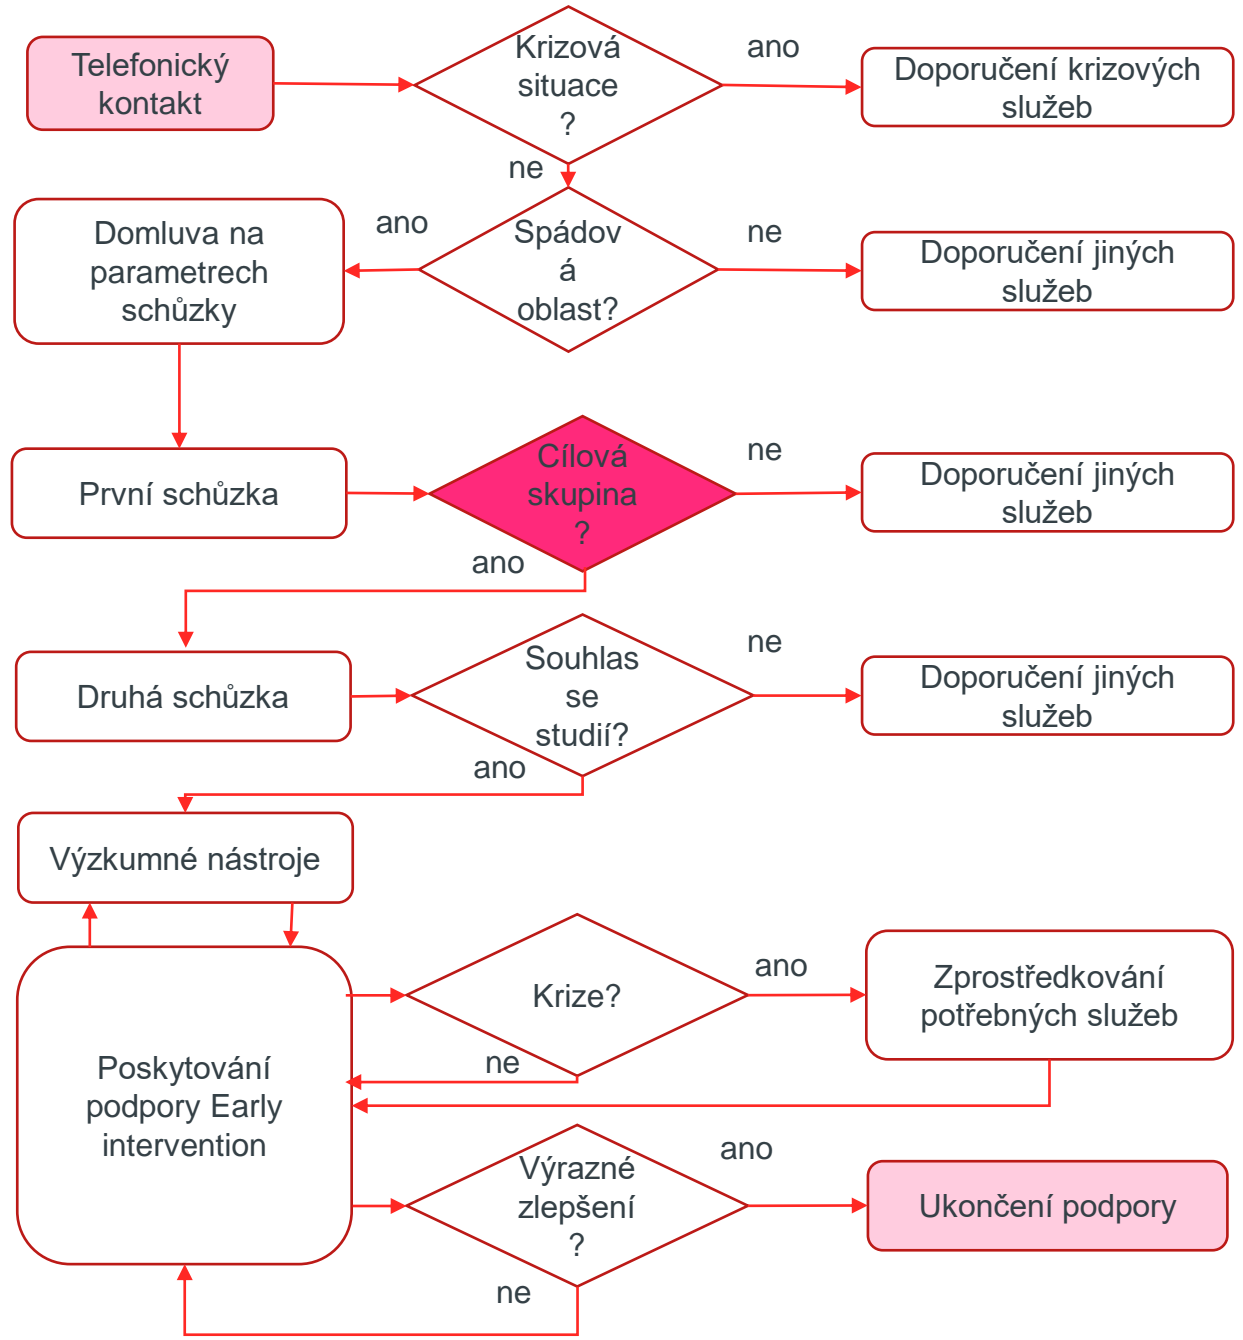 Telefonický
kontakt
Krizová
situace
?
ano
Doporučení krizových
služeb
ne
Domluva na
parametrech
schůzky
ano
Spádov
á
oblast?
ne
Doporučení jiných
služeb
První schůzka
Cílová
skupina
?
ne
Doporučení jiných
služeb
ano
Druhá schůzka
Souhlas
se
studií?
ne
Doporučení jiných
služeb
ano
Výzkumné nástroje
Poskytování
podpory Early
intervention
Krize?
ano
Zprostředkování
potřebných služeb
ne
Výrazné
zlepšení
?
ano
Ukončení podpory
ne